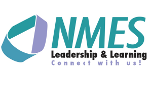 NMES
Leadership & Learning
Connect with us!